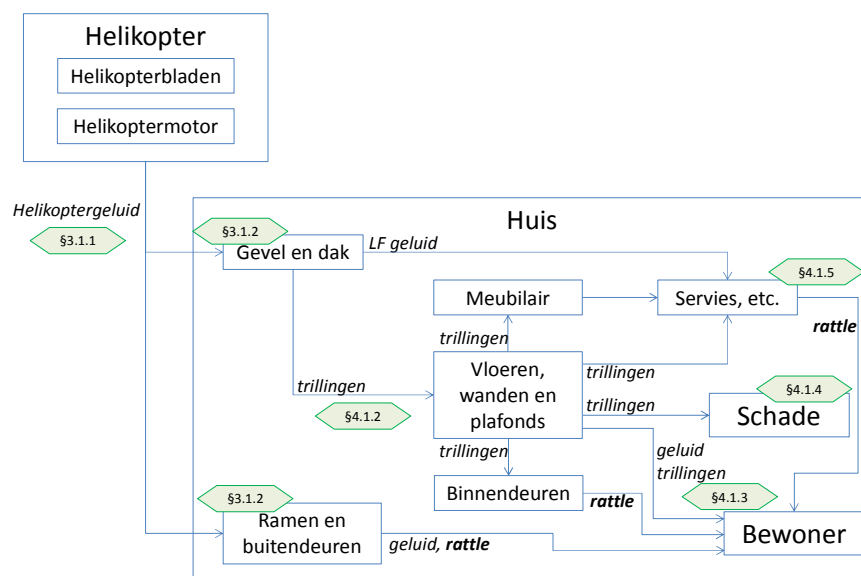 Helikopter
Helikopterbladen
Helikoptermotor
Helikoptergeluid
§3.1.1
Huis
§3.1.2
Gevel en dak
LF geluid
§4.1.5
Meubilair
Servies, etc.
rattle
trillingen
Vloeren,
wanden en
plafonds
trillingen
trillingen
§4.1.2
trillingen
§4.1.4
Schade
trillingen
geluid
trillingen
§3.1.2
Binnendeuren
rattle
§4.1.3
Ramen en
buitendeuren
geluid, rattle
Bewoner